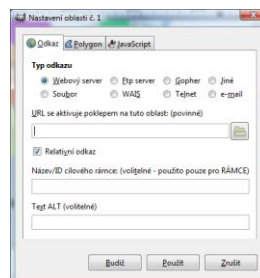 Nastavení oblasti č. 1
Odkaz Polygon JavaScript
Typ odkazu
Webový server Ftp server Gopher Jiné
Soubor WAIS Telnet e-mail
URL se aktivuje poklepem na tuto oblast: (povinné)
Relativní odkaz
Název/ID cílového rámce: (volitelné - použito pouze pro RÁMCE)
Text ALT (volitelné)
Budiž Použít Zrušit